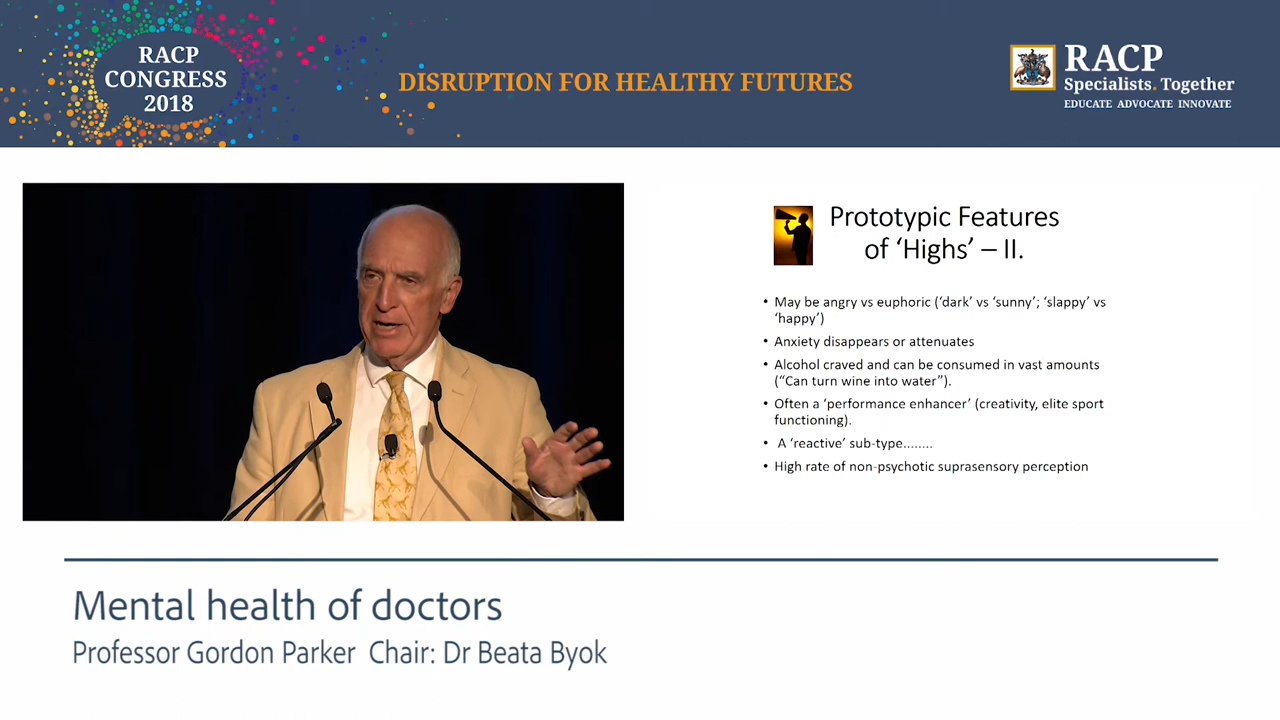 RACP
CONGRESS
2018
DISRUPTION FOR HEALTHY FUTURES
RACP
Specialists. Together
EDUCATE ADVOCATE INNOVATE
Prototypic Features
of ‘Highs’ – II.
• May be angry vs euphoric (‘dark’ vs ‘sunny’; ‘slappy’ vs
‘happy’)
• Anxiety disappears or attenuates
• Alcohol craved and can be consumed in vast amounts
(“Can turn wine into water”).
• Often a ‘performance enhancer’ (creativity, elite sport
functioning).
• A ‘reactive’ sub-type........
• High rate of non-psychotic suprasensory perception
Mental health of doctors
Professor Gordon Parker Chair: Dr Beata Byok